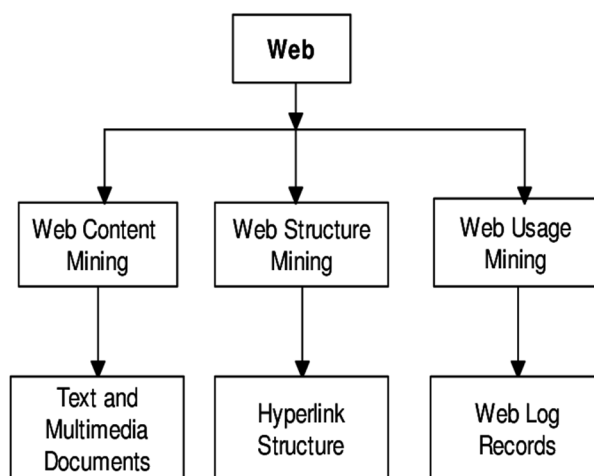 Web
Web Content
Mining
Web Structure
Mining
Web Usage
Mining
Text and
Multimedia
Documents
Hyperlink
Structure
Web Log
Records